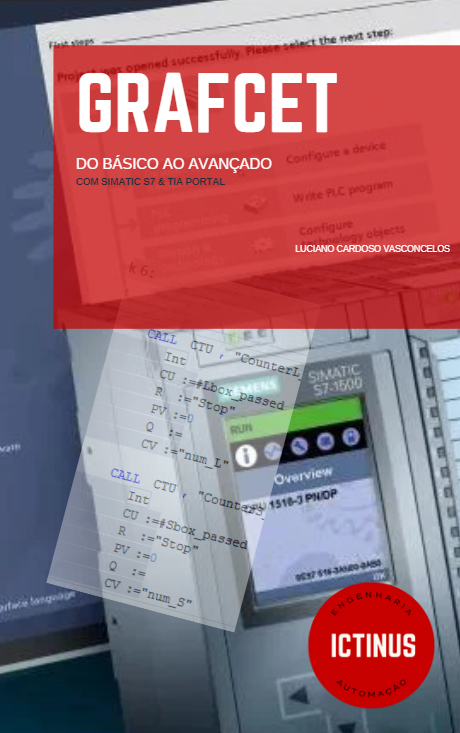 First steps
Project was opened successfully. Please select the next step:
GRAFCET
DO BÁSICO AO AVANÇADO
COM SIMATIC S7 & TIA PORTAL
Configure a device
Write PLC program
Configure
technology objects
LUCIANO CARDOSO VASCONCELOS
CALL CTU , "CounterL
Int
CU :=#Lbox_passed
R :="Stop"
PV :=0
Q :=
CV :="num_L"
CALL CTU , "CounterS
Int
CU :=#Sbox_passed
R :="Stop"
PV :=0
Q :=
CV :="num_S"
SIEMENS
SIMATIC
S7-1500
RUN
Overview
CPU 1516-3 PN/DP
OK
rface language
ENGENHARIA
ICTINUS
AUTOMAÇÃO